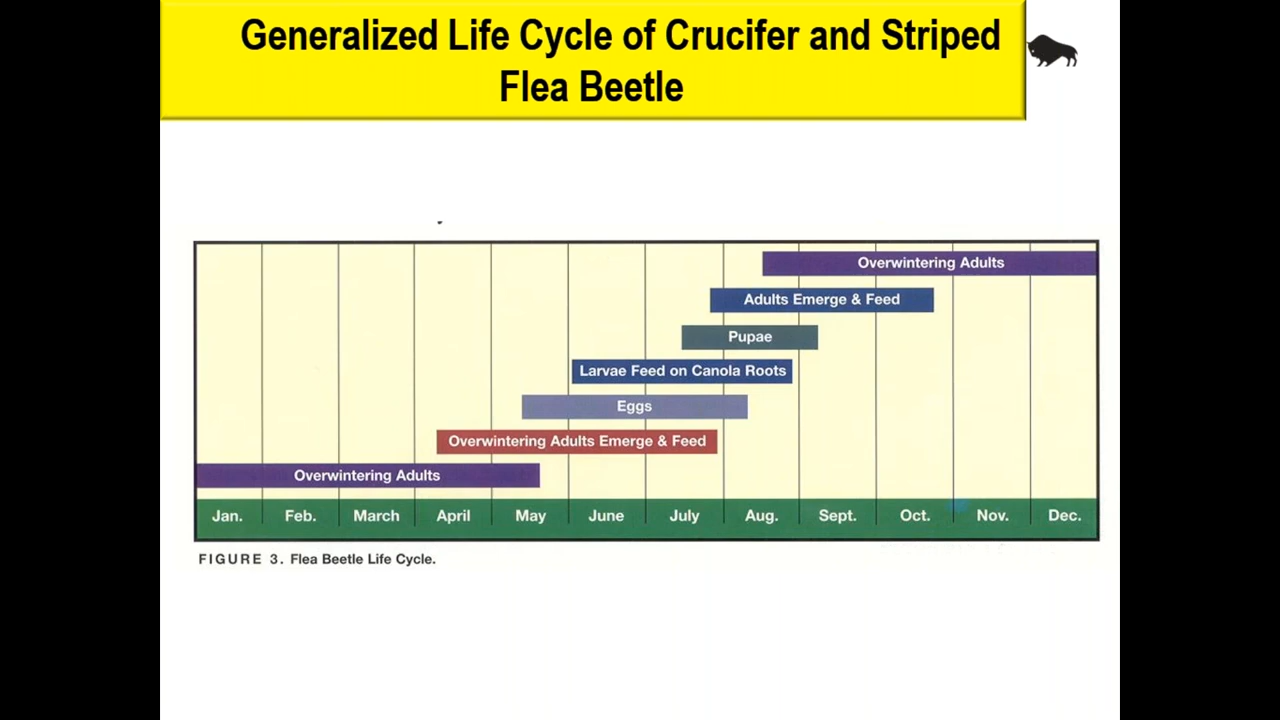 Generalized Life Cycle of Crucifer and Striped
Flea Beetle
Overwintering Adults
Adults Emerge & Feed
Pupae
Larvae Feed on Canola Roots
Eggs
Overwintering Adults Emerge & Feed
Overwintering Adults
Jan. Feb. March April May June July Aug. Sept. Oct. Nov. Dec.
FIGURE 3. Flea Beetle Life Cycle.